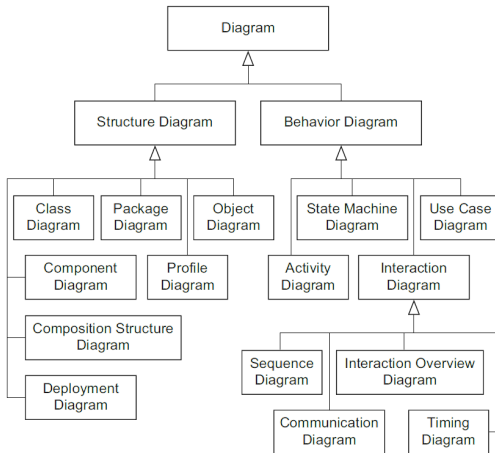 Diagram
Structure Diagram
Behavior Diagram
Class
Diagram
Package
Diagram
Object
Diagram
State Machine
Diagram
Use Case
Diagram
Component
Diagram
Profile
Diagram
Activity
Diagram
Interaction
Diagram
Composition Structure
Diagram
Sequence
Diagram
Interaction Overview
Diagram
Deployment
Diagram
Communication
Diagram
Timing
Diagram